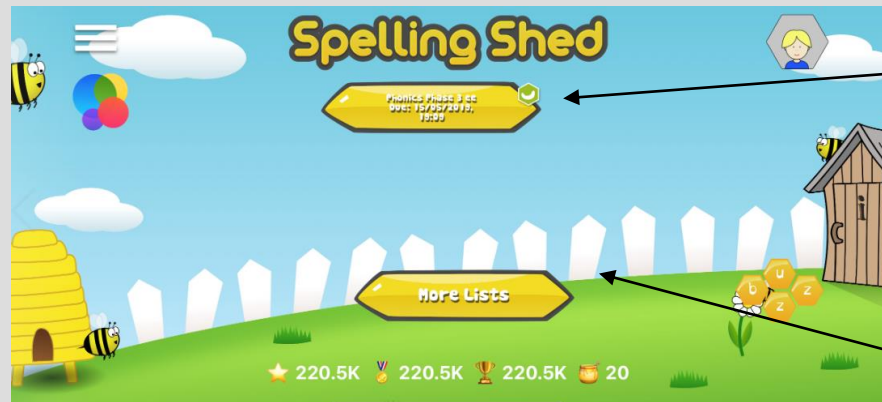 Spelling Shed
Phonics Phase 3 ee
Due: 15/05/2019,
19:09
i
u
b
z
z
More Lists
220.5K 220.5K 220.5K 20